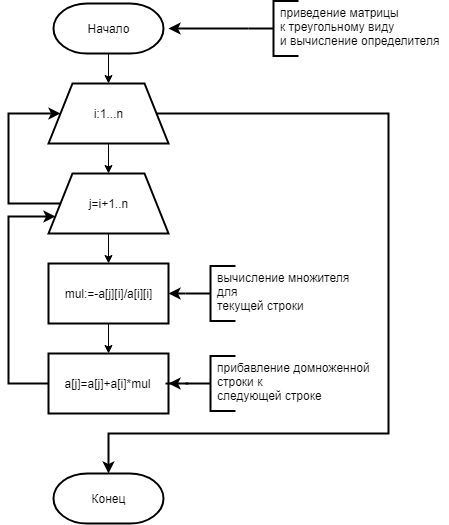 Начало
приведение матрицы
к треугольному виду
и вычисление определителя
i:1...n
j=i+1..n
mul:=-a[j][i]/a[i][i]
вычисление множителя
для
текущей строки
a[j]=a[j]+a[i]*mul
прибавление домноженной
строки к
следующей строке
Конец